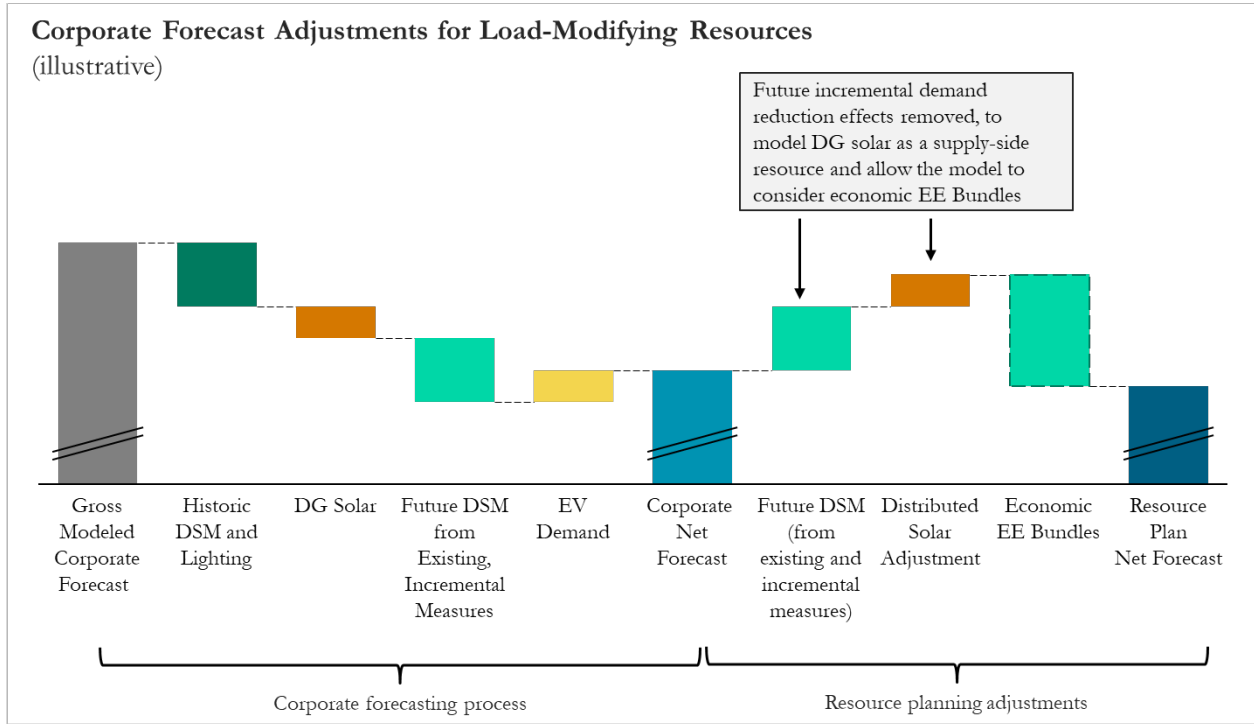 Corporate Forecast Adjustments for Load-Modifying Resources
(illustrative)
Future incremental demand
reduction effects removed, to
model DG solar as a supply-side
resource and allow the model to
consider economic EE Bundles
Gross
Modeled
Corporate
Forecast
Historic
DSM and
Lighting
DG Solar
Future DSM
from
Existing,
Incremental
Measures
EV
Demand
Corporate
Net
Forecast
Future DSM
(from
existing and
incremental
measures)
Distributed
Solar
Adjustment
Economic
EE Bundles
Resource
Plan
Net Forecast
Corporate forecasting process
Resource planning adjustments